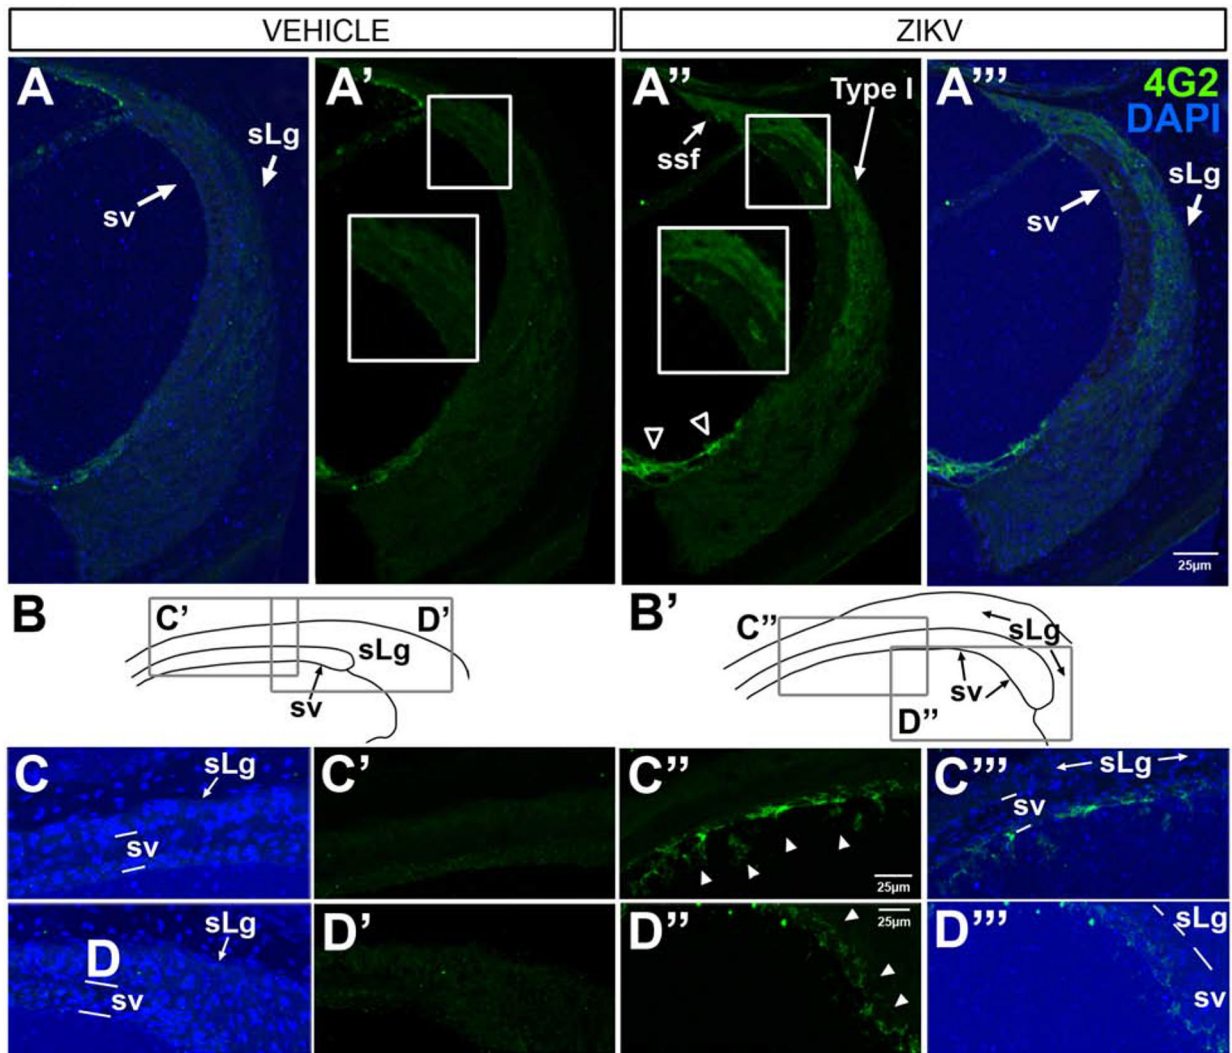 VEHICLE
ZIKV
A
sLg
sv
A’
A’’
Type I
ssf
A’’’
4G2
DAPI
sLg
sv
25µm
B
C’
D’
sLg
sv
B’
C’’
sLg
sv
D’’
C
sLg
sv
C’
C’’
25µm
C’’’
sLg
sv
D
sLg
sv
D’
D’’
25µm
D’’’
sLg
sv